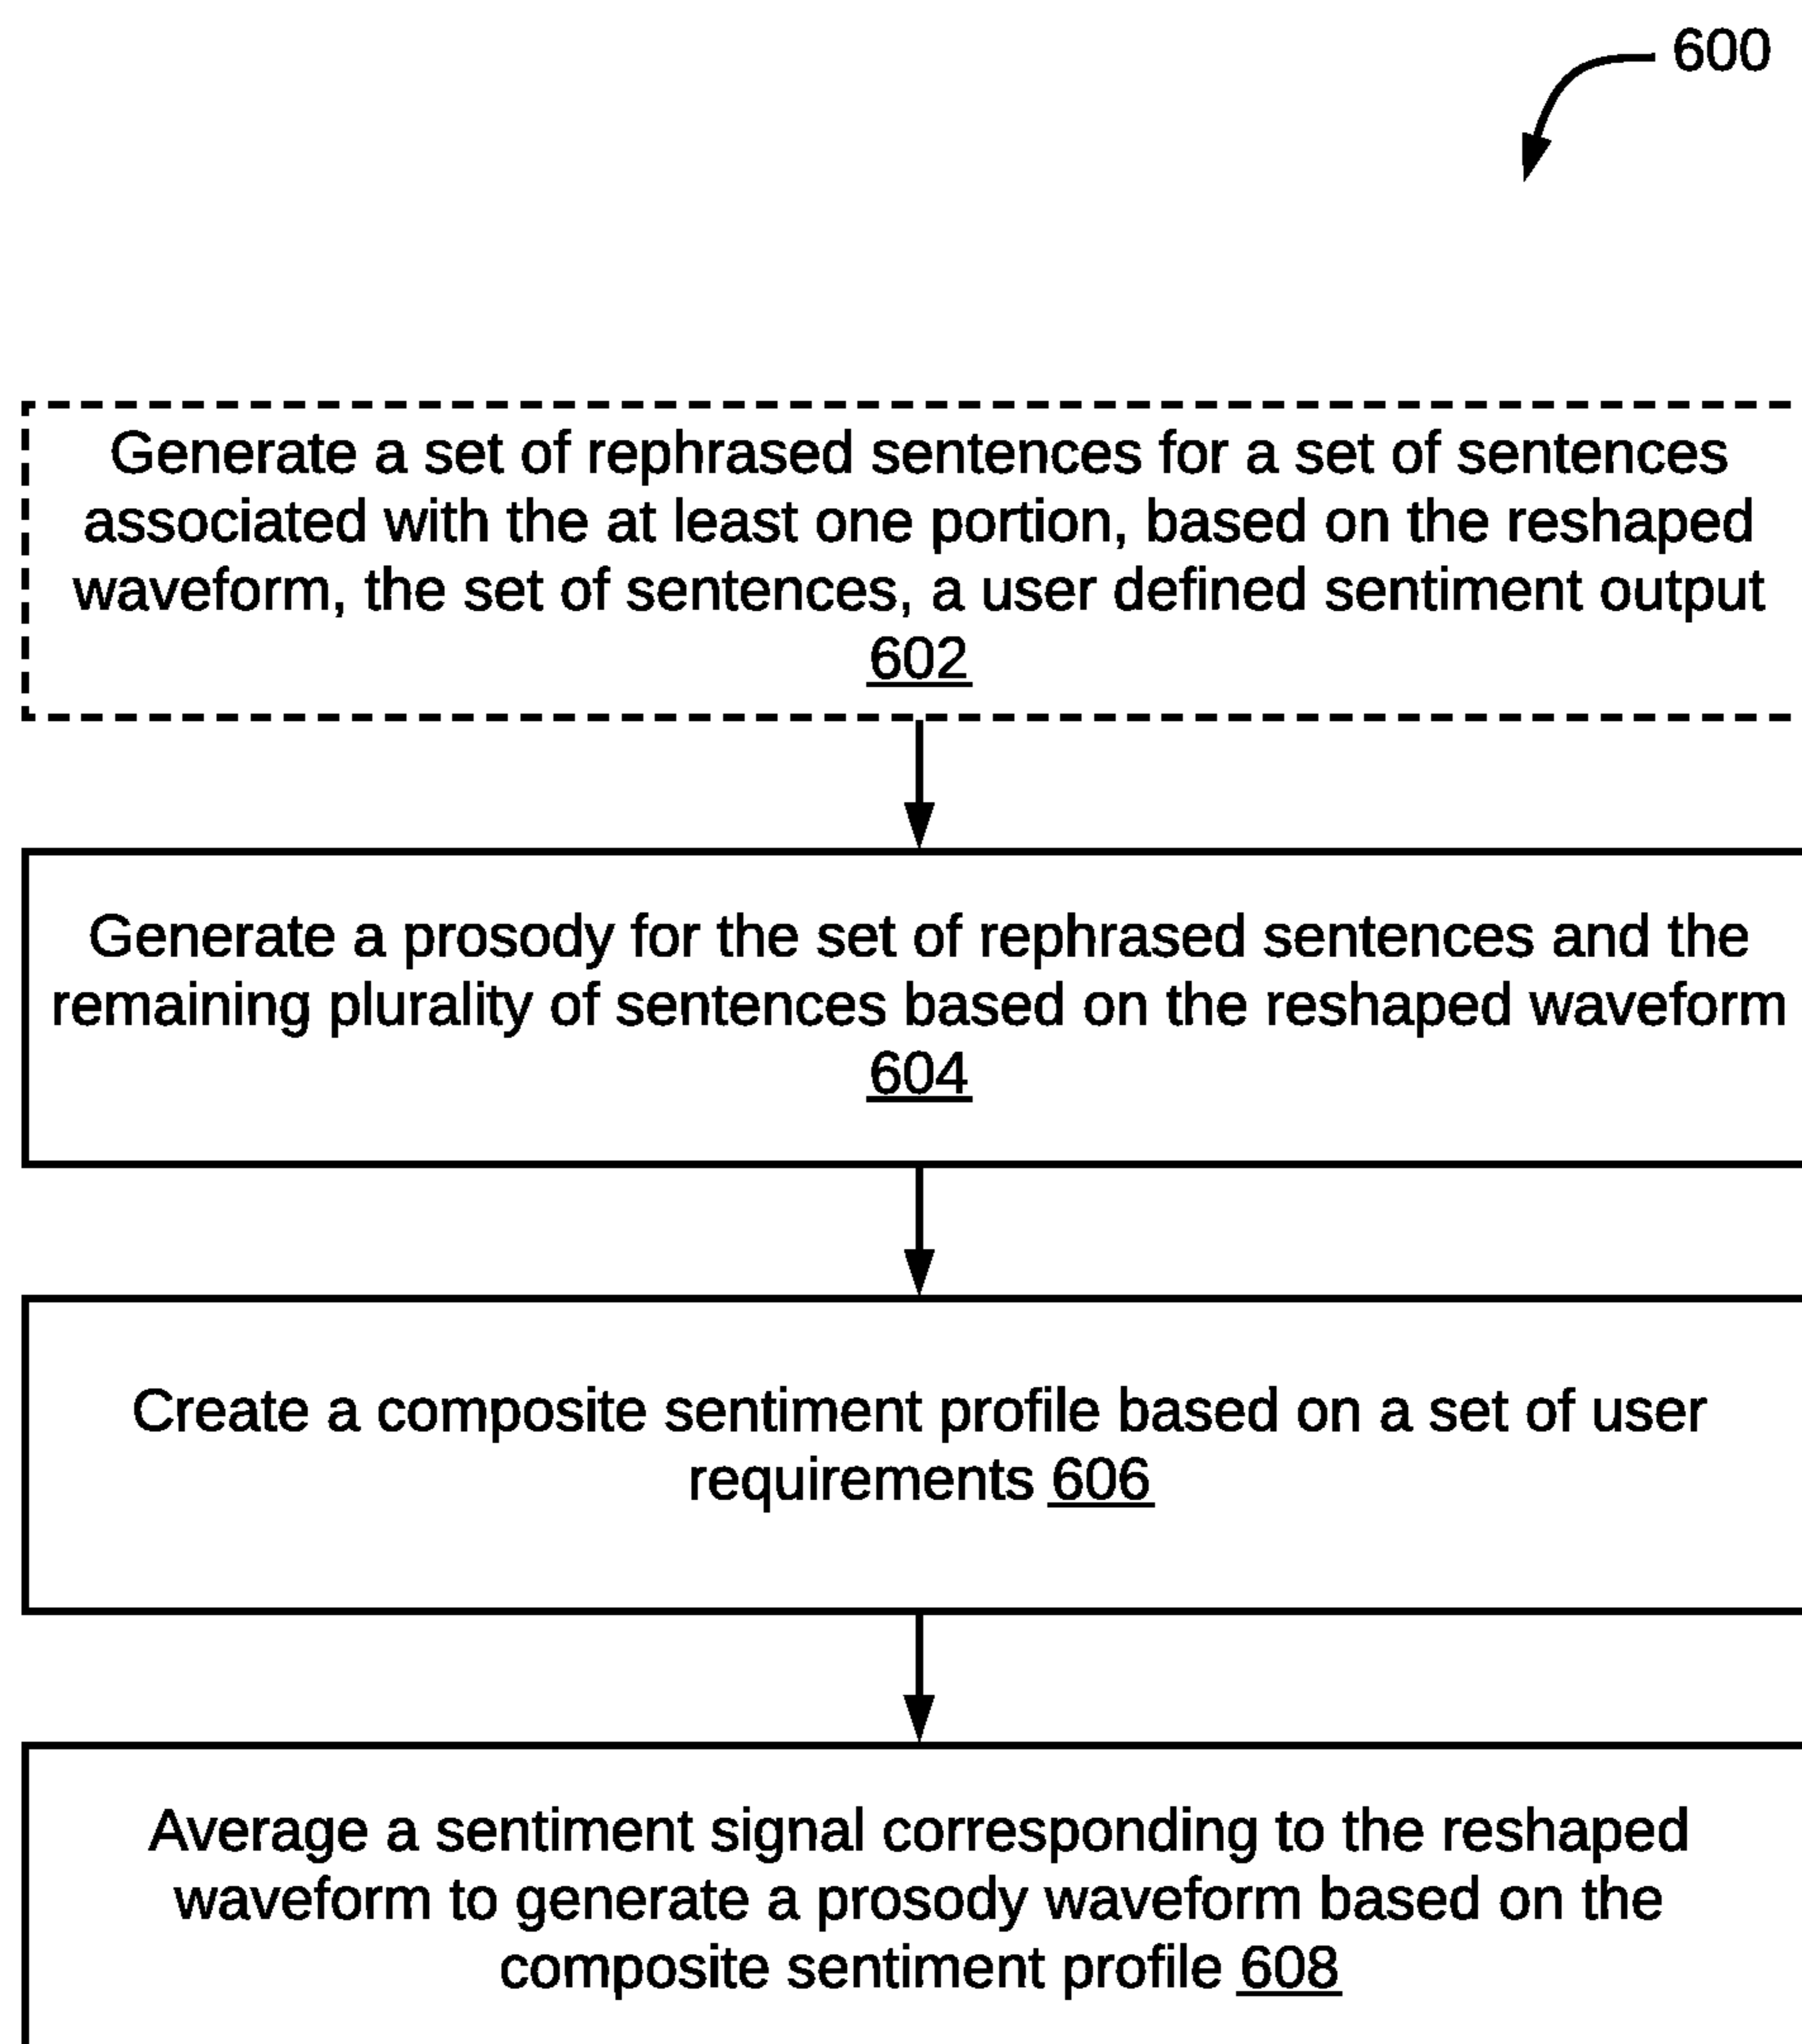 600
Generate a set of rephrased sentences for a set of sentences
associated with the at least one portion, based on the reshaped
waveform, the set of sentences, a user defined sentiment output
602
Generate a prosody for the set of rephrased sentences and the
remaining plurality of sentences based on the reshaped waveform
604
Create a composite sentiment profile based on a set of user
requirements 606
Average a sentiment signal corresponding to the reshaped
waveform to generate a prosody waveform based on the
composite sentiment profile 608